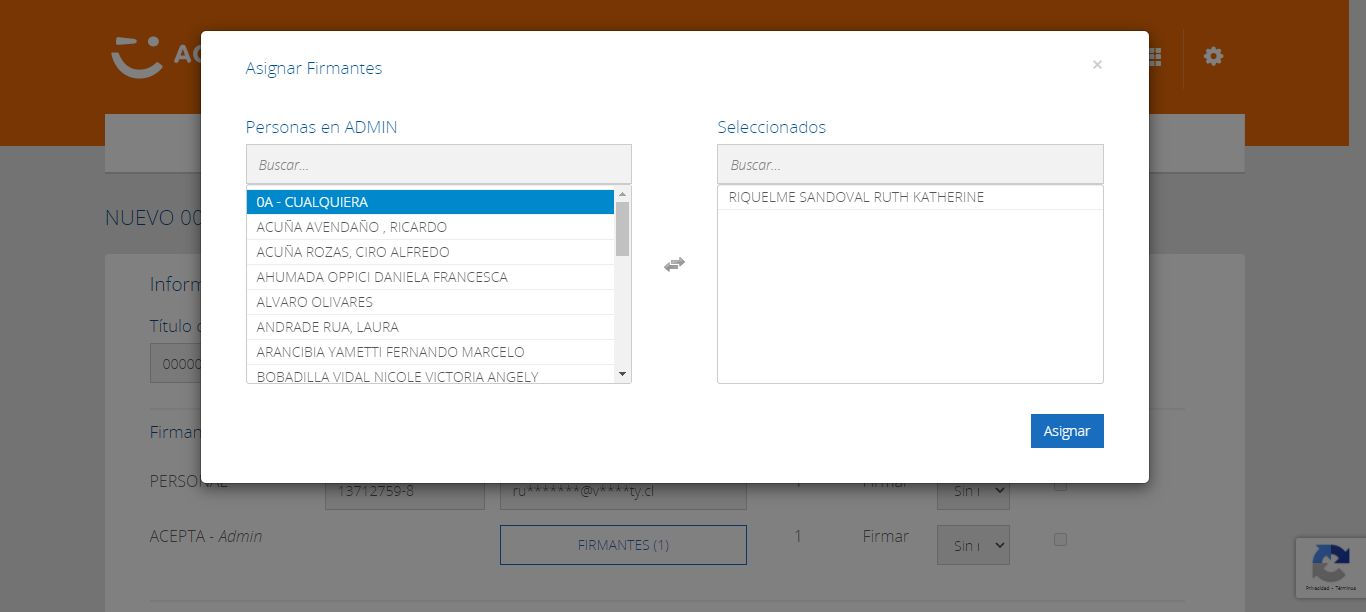 AC
Asignar Firmantes
×
Personas en ADMIN
Seleccionados
Buscar...
Buscar...
0A - CUALQUIERA
ACUÑA AVENDAÑO , RICARDO
ACUÑA ROZAS, CIRO ALFREDO
AHUMADA OPPICI DANIELA FRANCESCA
ALVARO OLIVARES
ANDRADE RUA, LAURA
ARANCIBIA YAMETTI FERNANDO MARCELO
BOBADILLA VIDAL NICOLE VICTORIA ANGELY
RIQUELME SANDOVAL RUTH KATHERINE
Asignar
NUEVO 00
Inform
Título
00000
Firman
PERSONAL 13712759-8 ru*******@v****ty.cl 1 Firmar Sin
ACEPTA - Admin FIRMANTES (1) 1 Firmar Sin
Privacidad - Términos